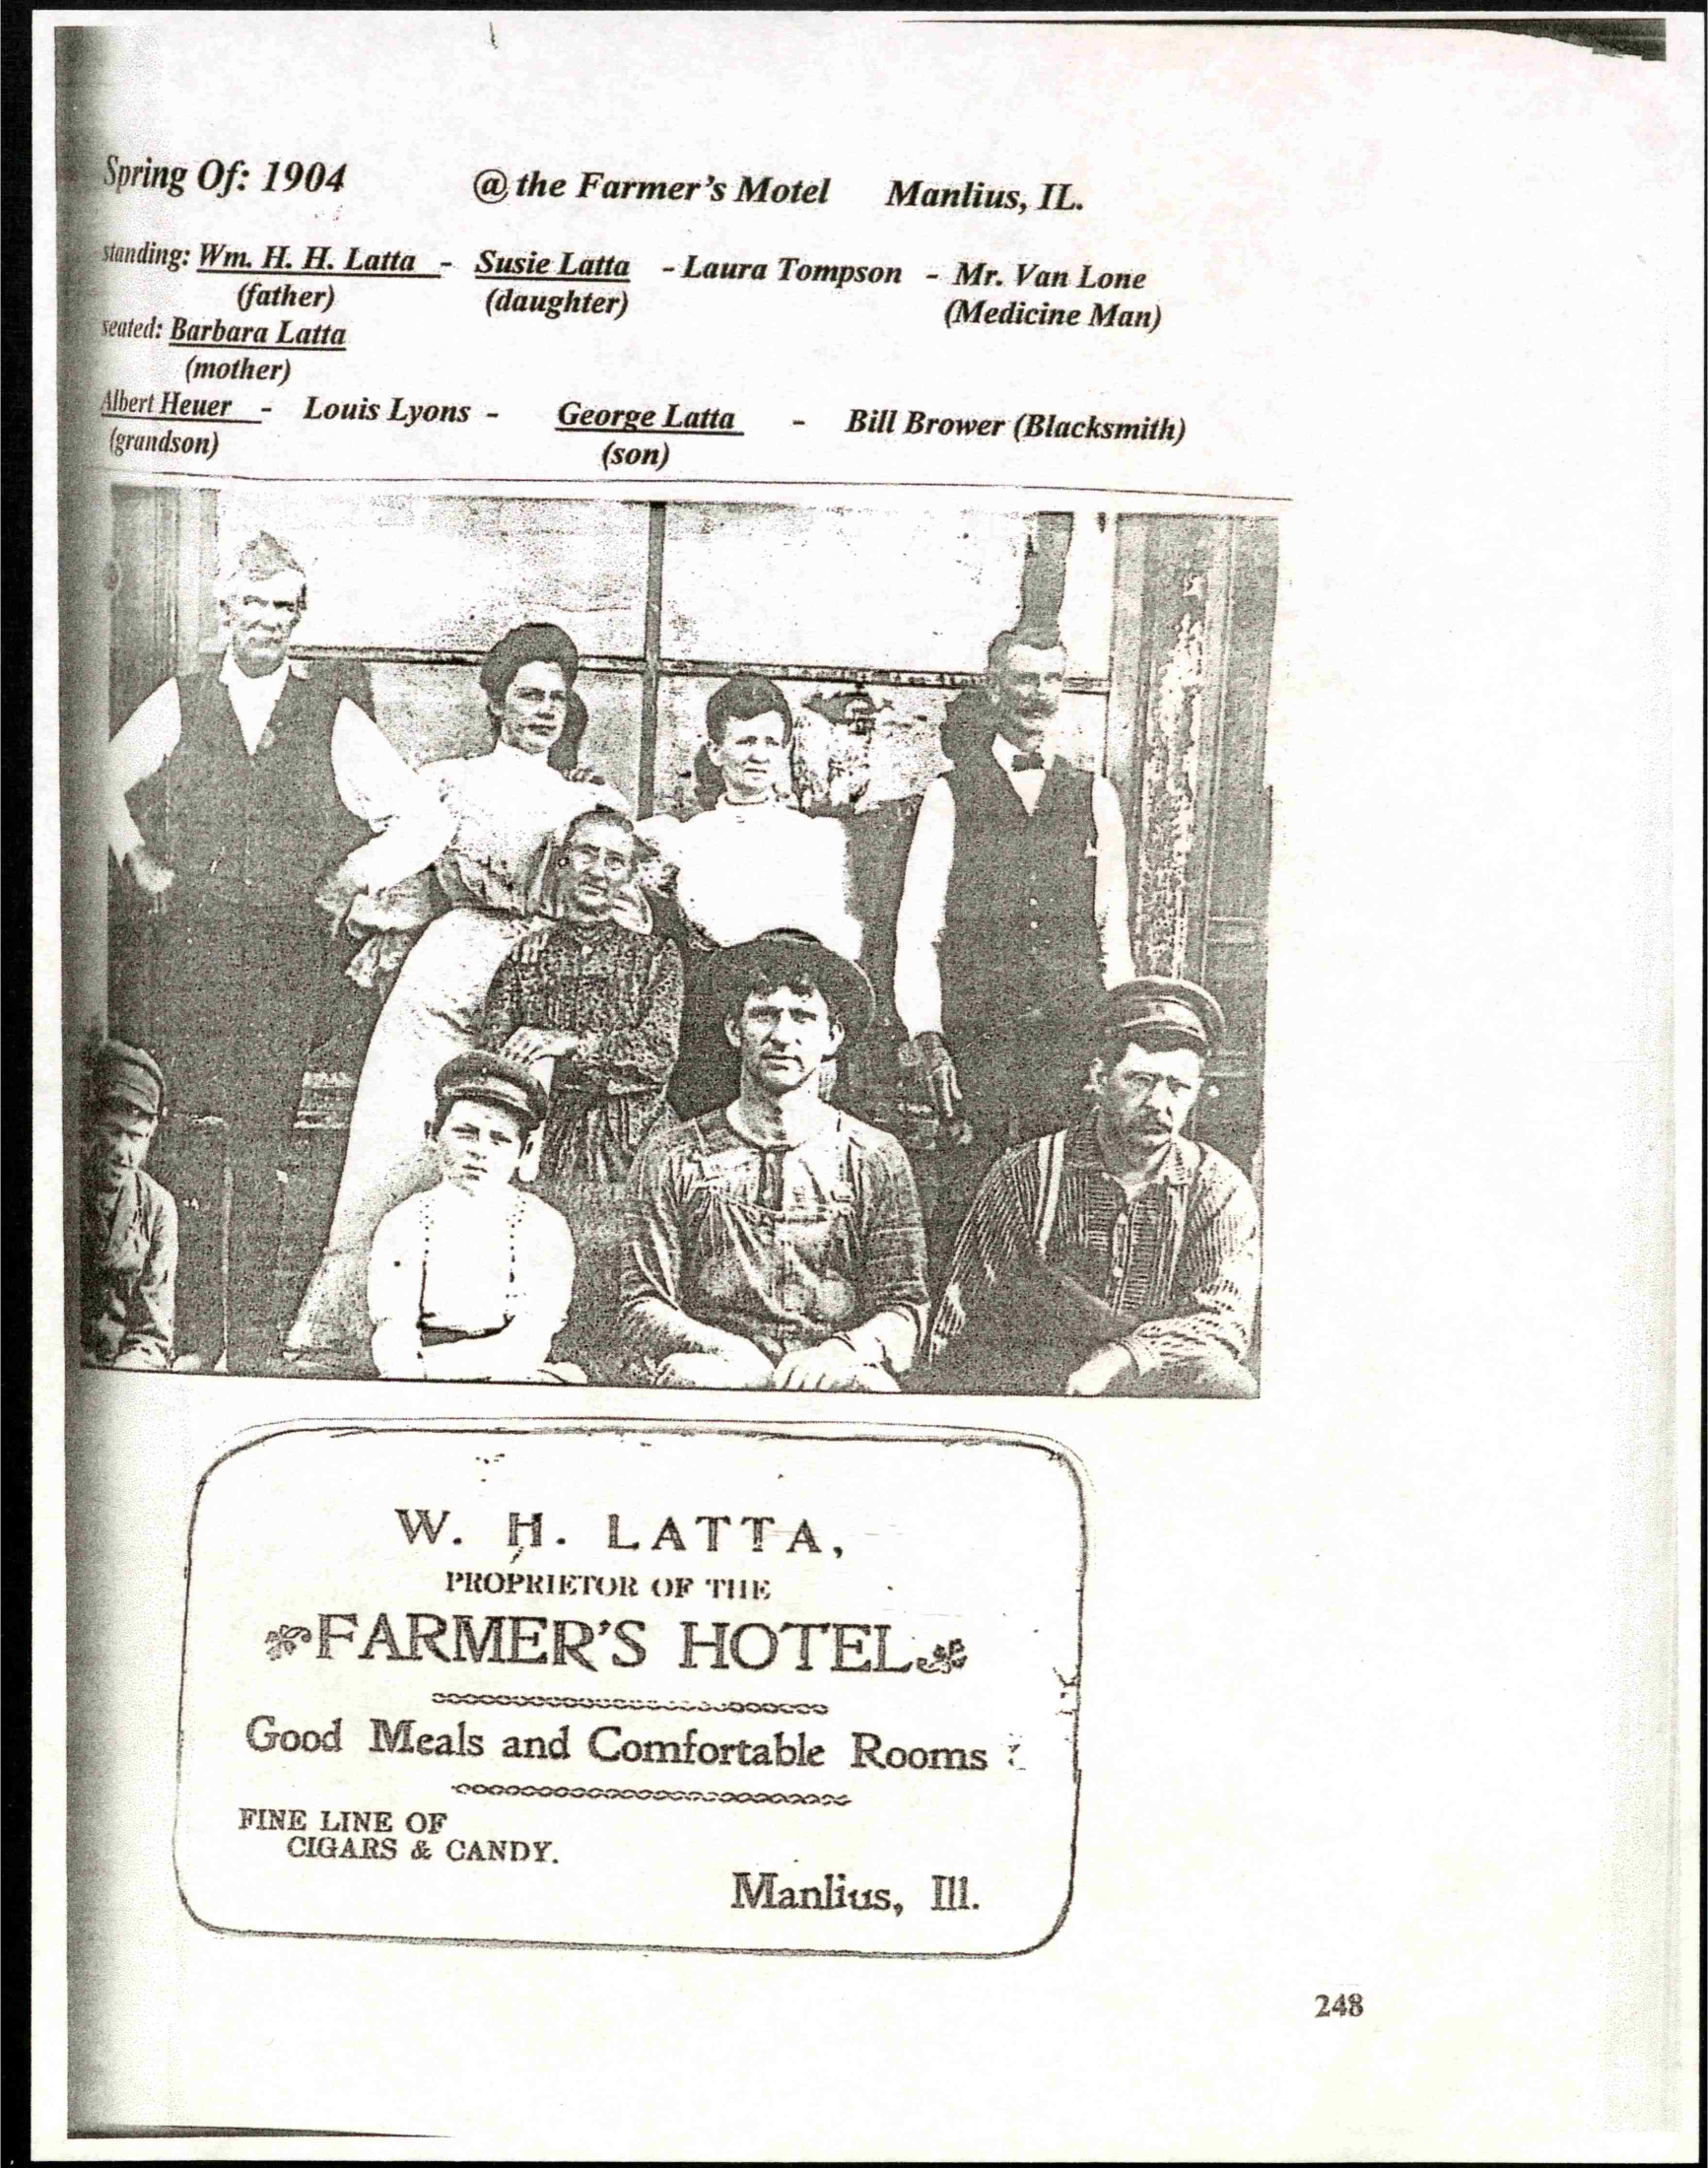 Spring Of: 1904 @ the Farmer's Motel Manlius, IL.
standing: Wm. H. H. Latta - Susie Latta - Laura Tompson - Mr. Van Lone
(father) (daughter) (Medicine Man)
seated: Barbara Latta
(mother)
Albert Heuer - Louis Lyons - George Latta - Bill Brower (Blacksmith)
(grandson) (son)
W. H. LATTA,
PROPRIETOR OF THE
FARMER'S HOTEL
Good Meals and Comfortable Rooms
FINE LINE OF
CIGARS & CANDY.
Manlius, Ill.
248